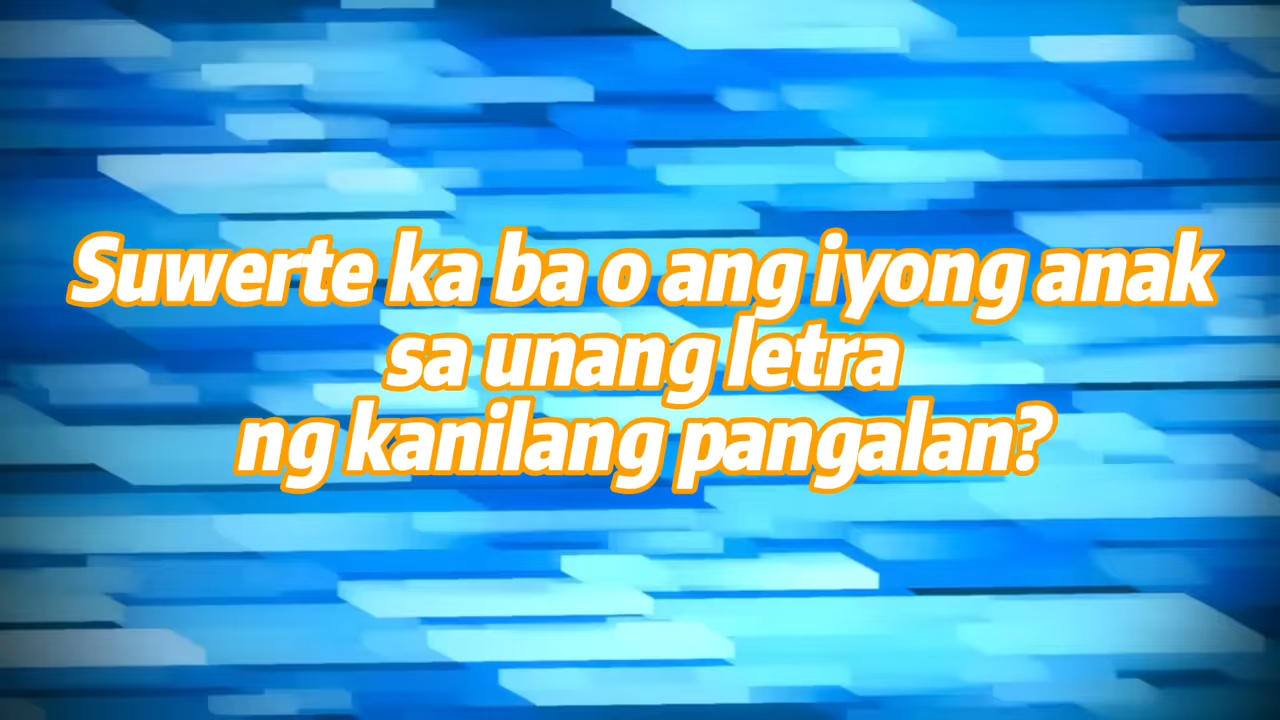 Suwerte ka ba o ang iyong anak
sa unang letra
ng kanilang pangalan?